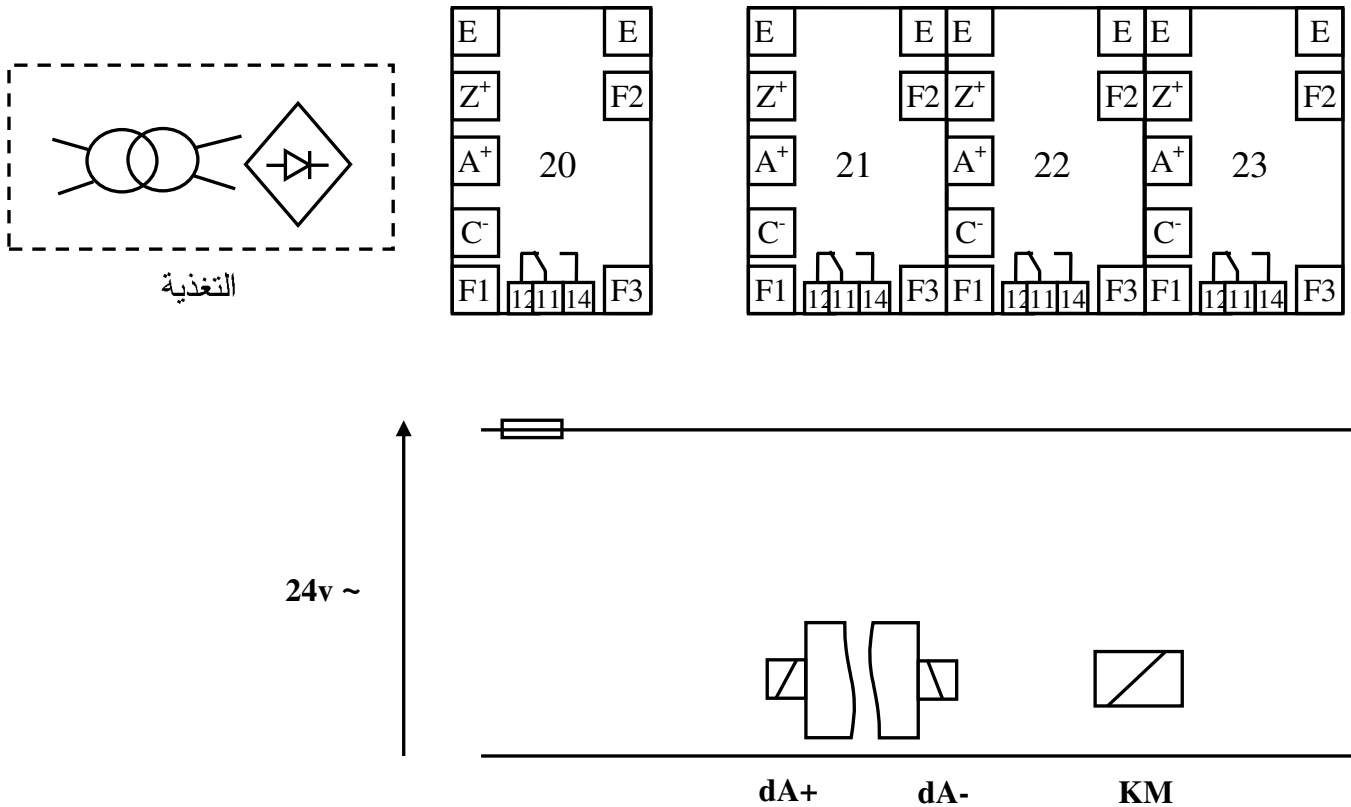 E E E E E E E E
Z⁺ F2 Z⁺ F2 Z⁺ F2 Z⁺ F2
A⁺ 20 A⁺ 21 A⁺ 22 A⁺ 23
C⁻ C⁻ C⁻ C⁻
F1 12 11 14 F3 F1 12 11 14 F3 F1 12 11 14 F3 F1 12 11 14 F3
التغذية
24v ~
dA+ dA- KM